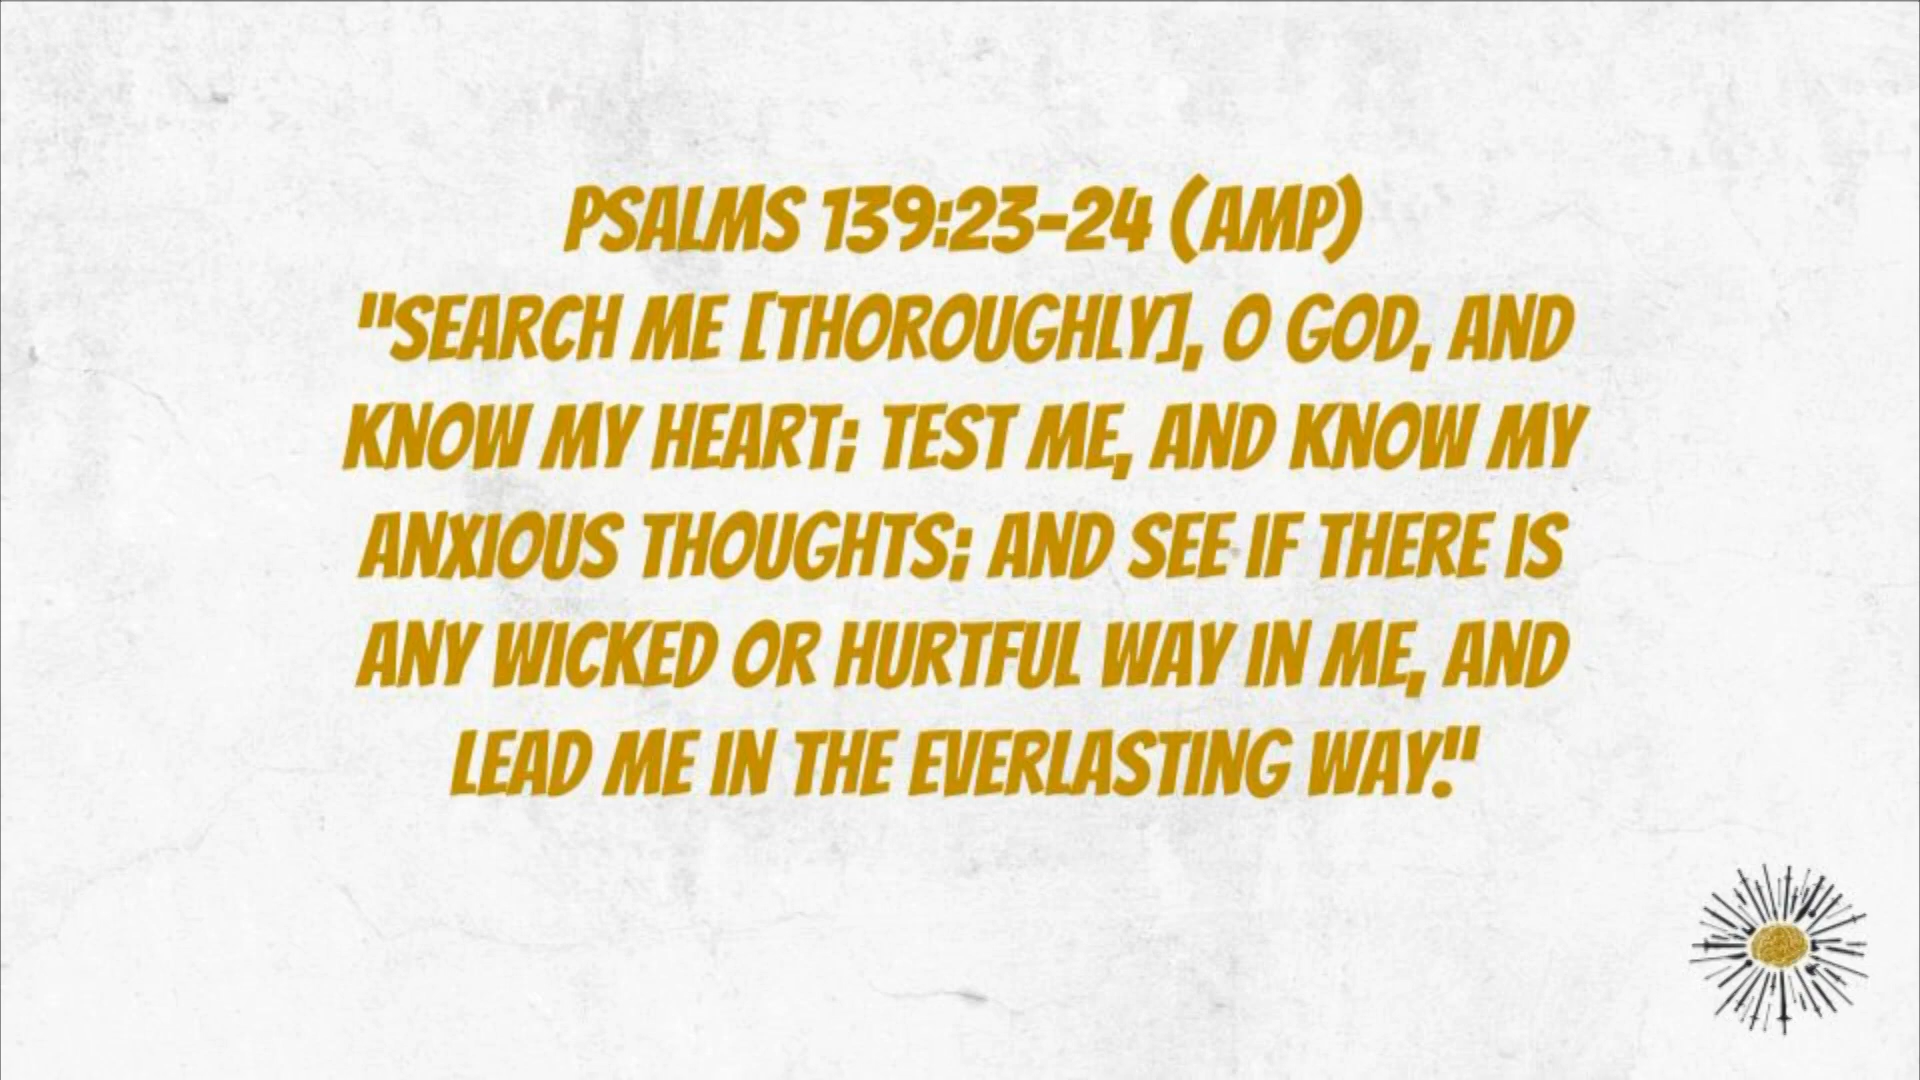 PSALMS 139:23-24 (AMP)
"SEARCH ME [THOROUGHLY], O GOD, AND
KNOW MY HEART; TEST ME, AND KNOW MY
ANXIOUS THOUGHTS; AND SEE IF THERE IS
ANY WICKED OR HURTFUL WAY IN ME, AND
LEAD ME IN THE EVERLASTING WAY."